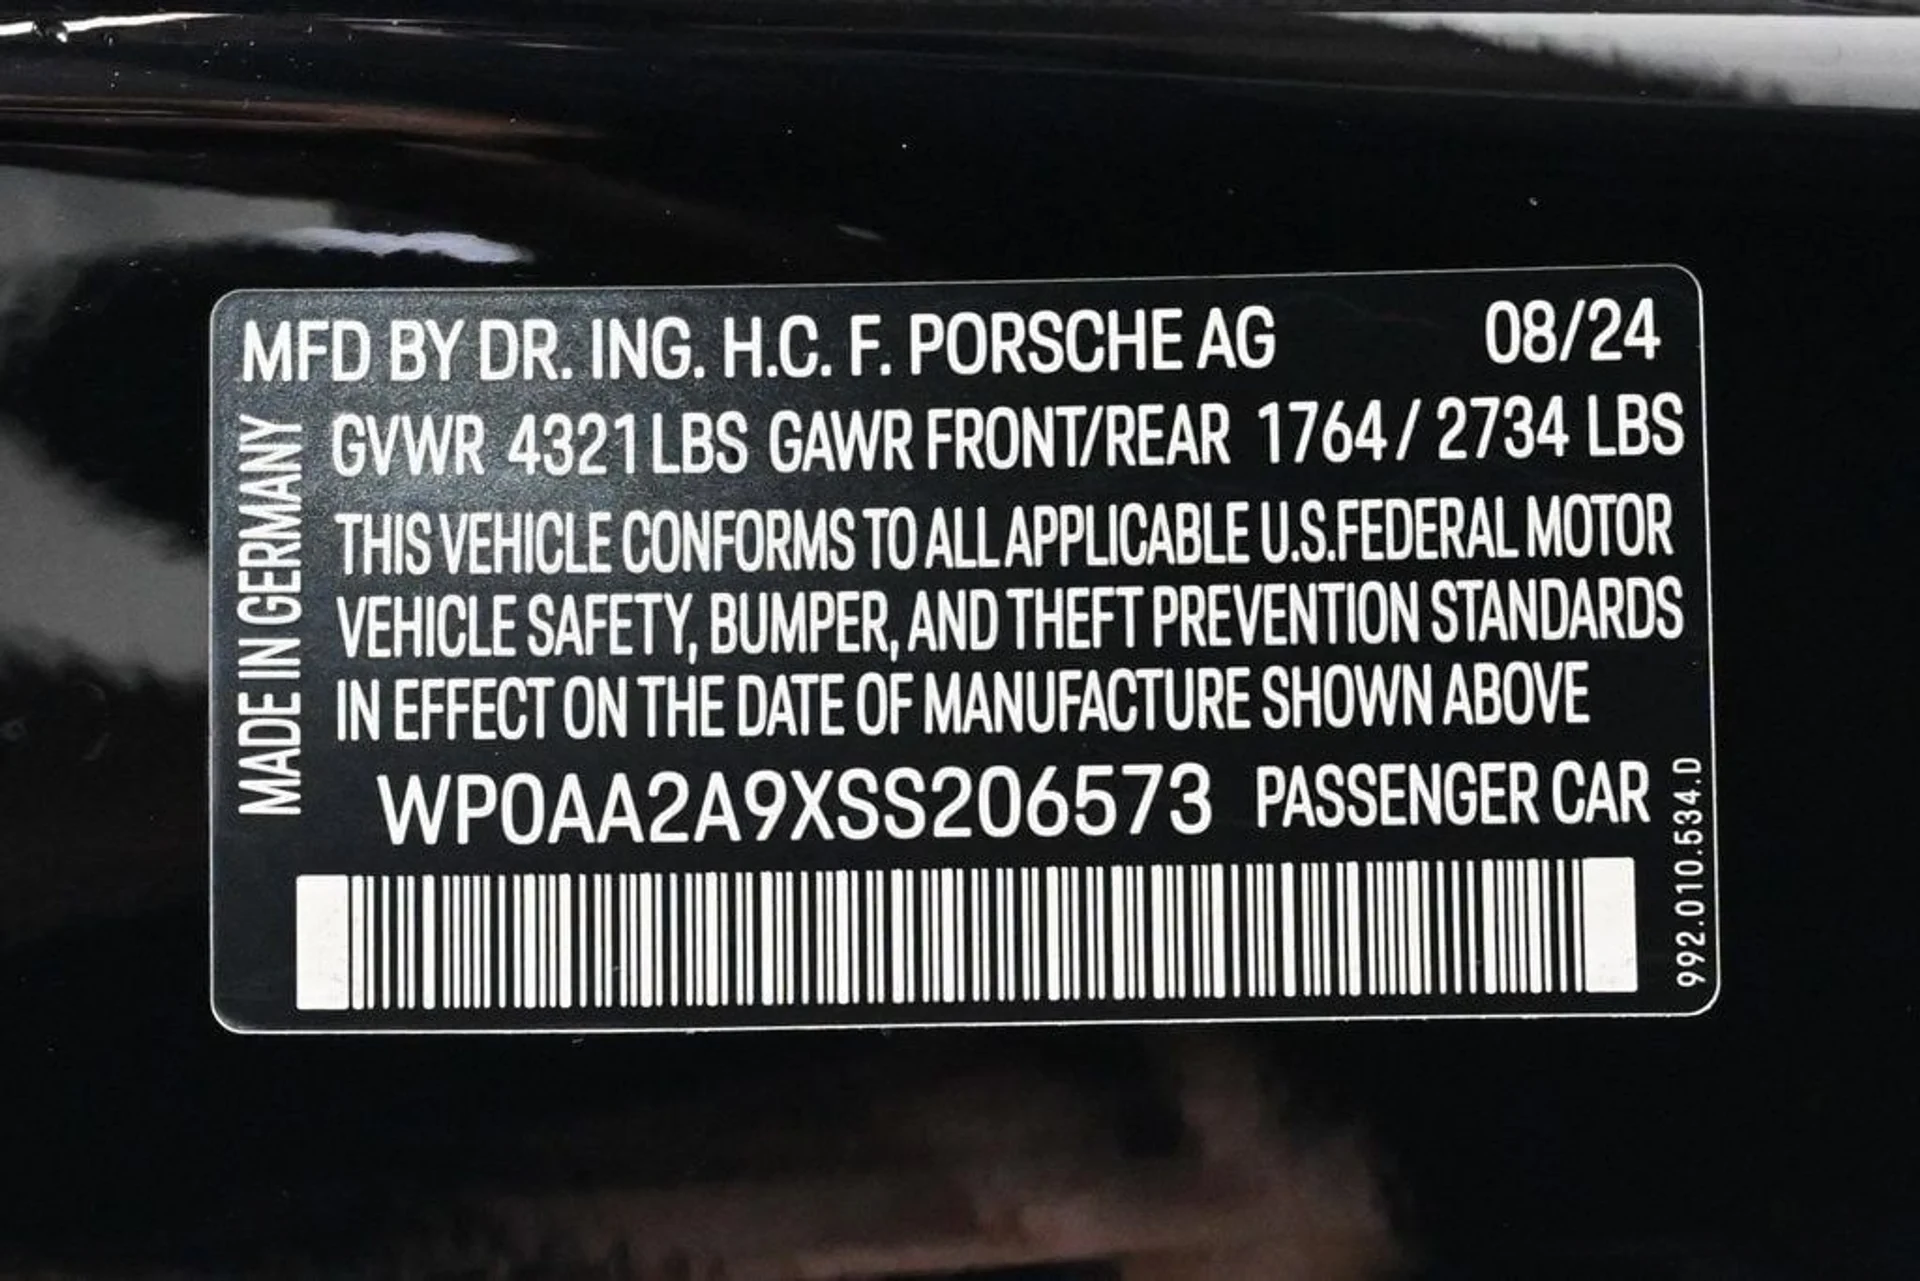 MFD BY DR. ING. H.C. F. PORSCHE AG 08/24
GVWR 4321 LBS GAWR FRONT/REAR 1764 / 2734 LBS
THIS VEHICLE CONFORMS TO ALL APPLICABLE U.S.FEDERAL MOTOR
VEHICLE SAFETY, BUMPER, AND THEFT PREVENTION STANDARDS
IN EFFECT ON THE DATE OF MANUFACTURE SHOWN ABOVE
WP0AA2A9XSS206573 PASSENGER CAR
MADE IN GERMANY
992.010.534.D